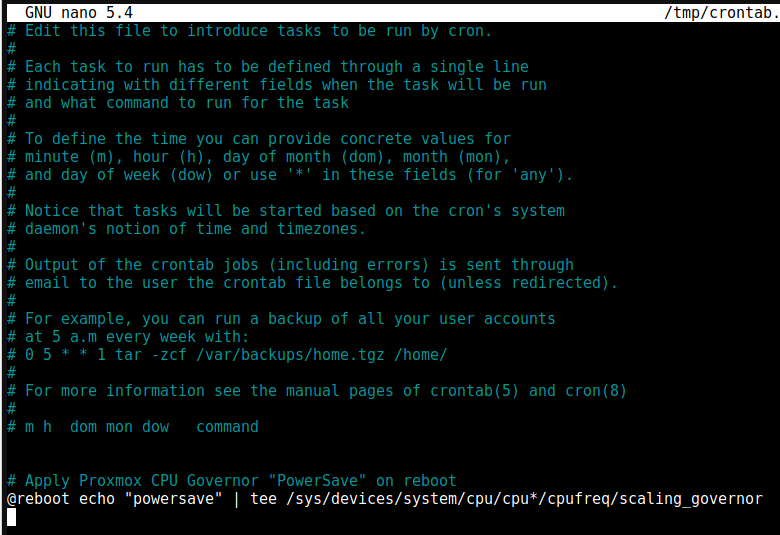 GNU nano 5.4 /tmp/crontab.
# Edit this file to introduce tasks to be run by cron.
#
# Each task to run has to be defined through a single line
# indicating with different fields when the task will be run
# and what command to run for the task
#
# To define the time you can provide concrete values for
# minute (m), hour (h), day of month (dom), month (mon),
# and day of week (dow) or use '*' in these fields (for 'any').
#
# Notice that tasks will be started based on the cron's system
# daemon's notion of time and timezones.
#
# Output of the crontab jobs (including errors) is sent through
# email to the user the crontab file belongs to (unless redirected).
#
# For example, you can run a backup of all your user accounts
# at 5 a.m every week with:
# 0 5 * * 1 tar -zcf /var/backups/home.tgz /home/
#
# For more information see the manual pages of crontab(5) and cron(8)
#
# m h  dom mon dow   command
# Apply Proxmox CPU Governor "PowerSave" on reboot
@reboot echo "powersave" | tee /sys/devices/system/cpu/cpu*/cpufreq/scaling_governor